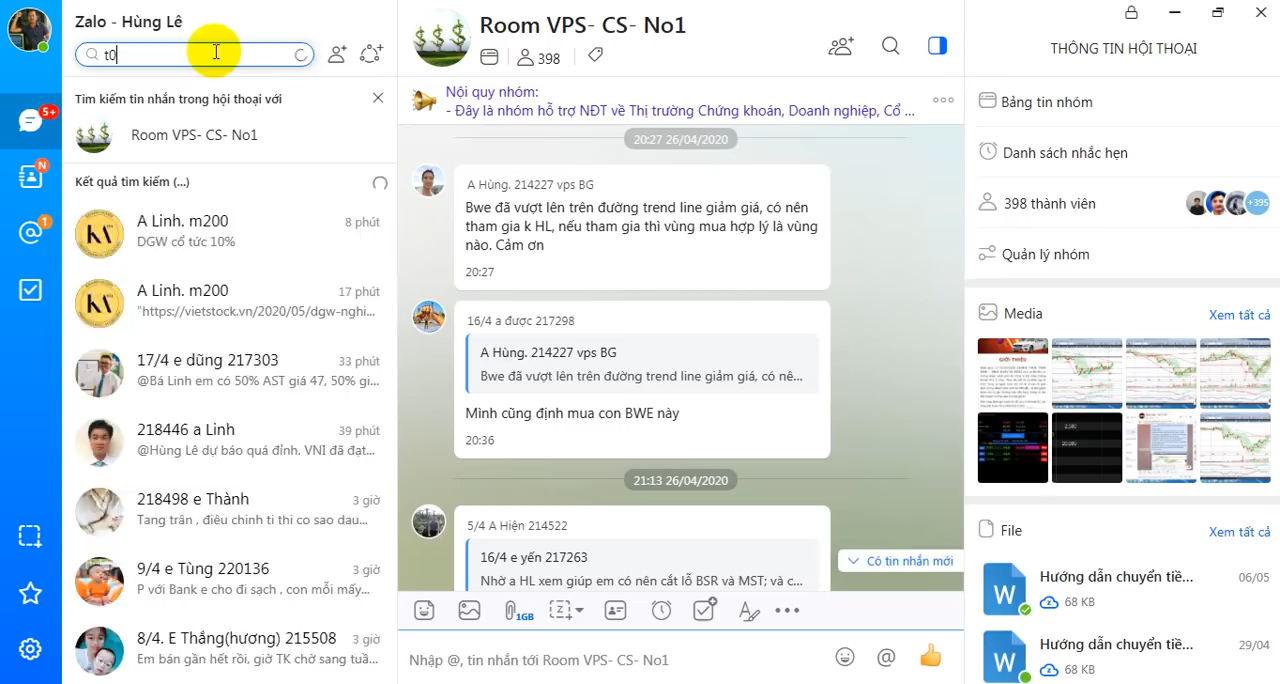 Zalo - Hùng Lê
t0
Tìm kiếm tin nhắn trong hội thoại với
Room VPS- CS- No1
Kết quả tìm kiếm (...)
A Linh. m200
8 phút
DGW cổ tức 10%
A Linh. m200
17 phút
"https://vietstock.vn/2020/05/dgw-nghi...
17/4 e dũng 217303
33 phút
@Bá Linh em có 50% AST giá 47, 50% gi...
218446 a Linh
39 phút
@Hùng Lê dự báo quá đỉnh. VNI đã đạt...
218498 e Thành
3 giờ
Tang trần , điêu chinh ti thi co sao dau...
9/4 e Tùng 220136
3 giờ
P với Bank e cho đi sạch , con mỗi mấy...
8/4. E Thắng(hương) 215508
3 giờ
Em bán gần hết rồi, giờ TK chờ sang tuầ...
5+
N
1
Room VPS- CS- No1
398
Nội quy nhóm:
- Đây là nhóm hỗ trợ NĐT về Thị trường Chứng khoán, Doanh nghiệp, Cổ ...
20:27 26/04/2020
A Hùng. 214227 vps BG
Bwe đã vượt lên trên đường trend line giảm giá, có nên
tham gia k HL, nếu tham gia thì vùng mua hợp lý là vùng
nào. Cảm ơn
20:27
16/4 a được 217298
A Hùng. 214227 vps BG
Bwe đã vượt lên trên đường trend line giảm giá, có nê...
Mình cũng định mua con BWE này
20:36
21:13 26/04/2020
5/4 A Hiện 214522
16/4 e yến 217263
Nhờ a HL xem giúp em có nên cắt lỗ BSR và MST; và c...
Có tin nhắn mới
1GB
Nhập @, tin nhắn tới Room VPS- CS- No1
THÔNG TIN HỘI THOẠI
Bảng tin nhóm
Danh sách nhắc hẹn
398 thành viên
+395
Quản lý nhóm
Media
Xem tất cả
GIỚI THIỆU
File
Xem tất cả
Hướng dẫn chuyển tiề...
06/05
68 KB
Hướng dẫn chuyển tiề...
29/04
68 KB